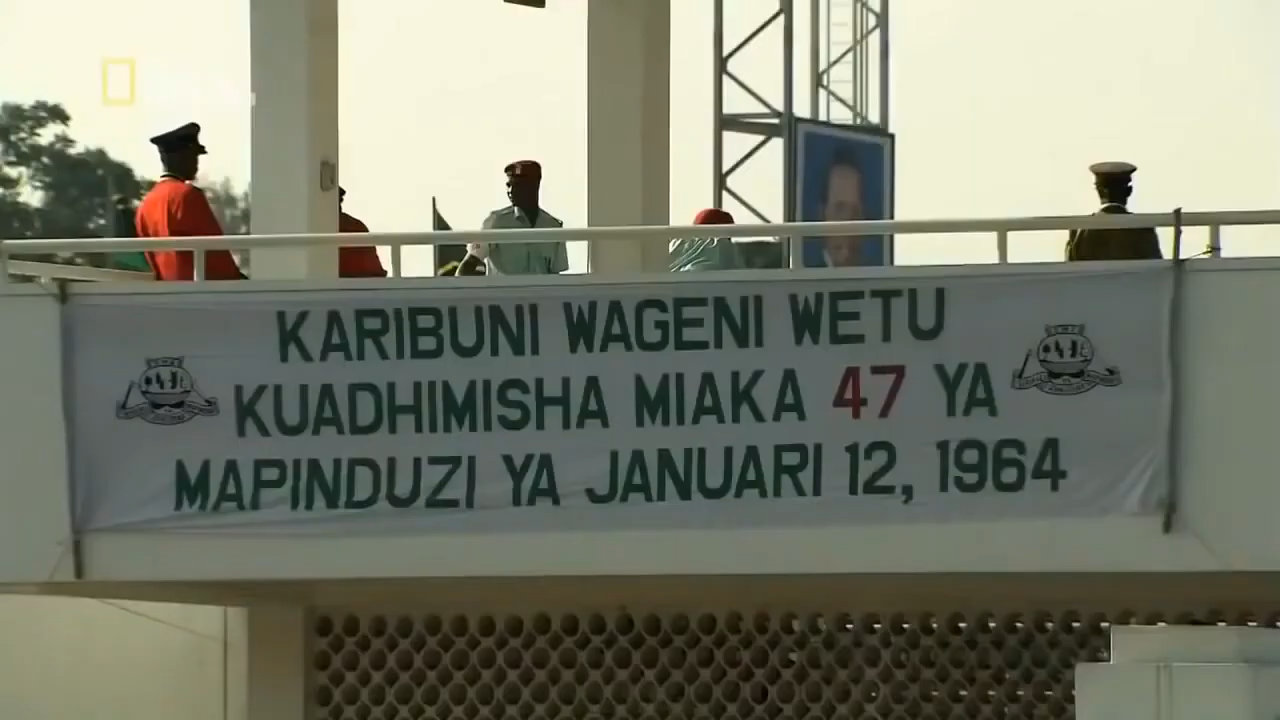 KARIBUNI WAGENI WETU
KUADHIMISHA MIAKA 47 YA
MAPINDUZI YA JANUARI 12, 1964